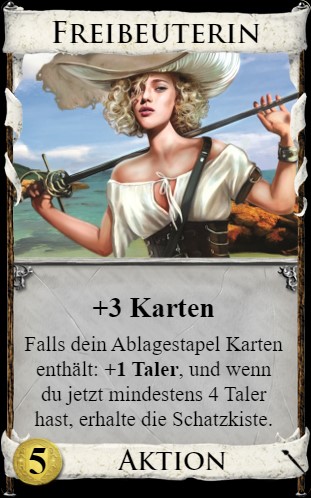 FREIBEUTERIN
+3 Karten
Falls dein Ablagestapel Karten
enthält: +1 Taler, und wenn
du jetzt mindestens 4 Taler
hast, erhalte die Schatzkiste.
5 AKTION